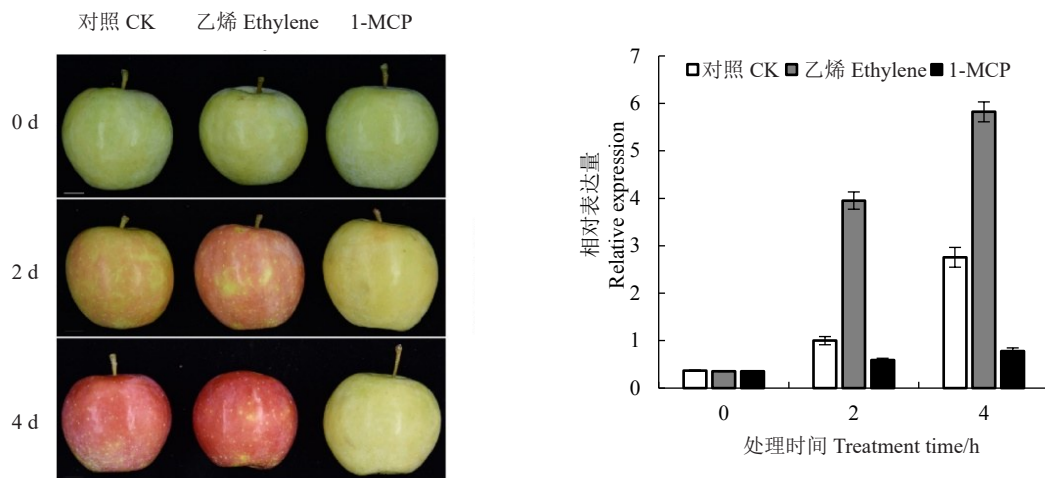 对照 CK 乙烯 Ethylene 1-MCP
0 d
2 d
4 d
7
6
5
4
3
2
1
0
对照 CK 乙烯 Ethylene 1-MCP
相对表达量
Relative expression
0 2 4
处理时间 Treatment time/h